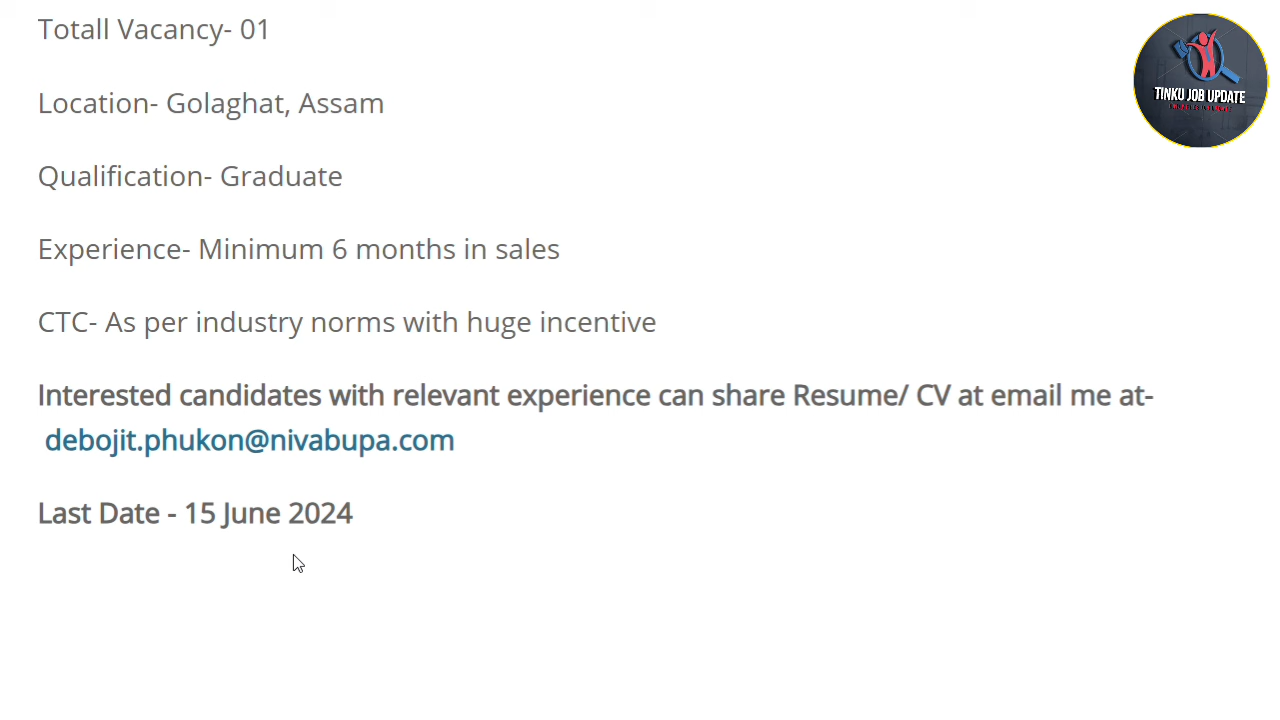 Totall Vacancy- 01
TINKU JOB UPDATE
Location- Golaghat, Assam
Qualification- Graduate
Experience- Minimum 6 months in sales
CTC- As per industry norms with huge incentive
Interested candidates with relevant experience can share Resume/ CV at email me at-
debojit.phukon@nivabupa.com
Last Date - 15 June 2024